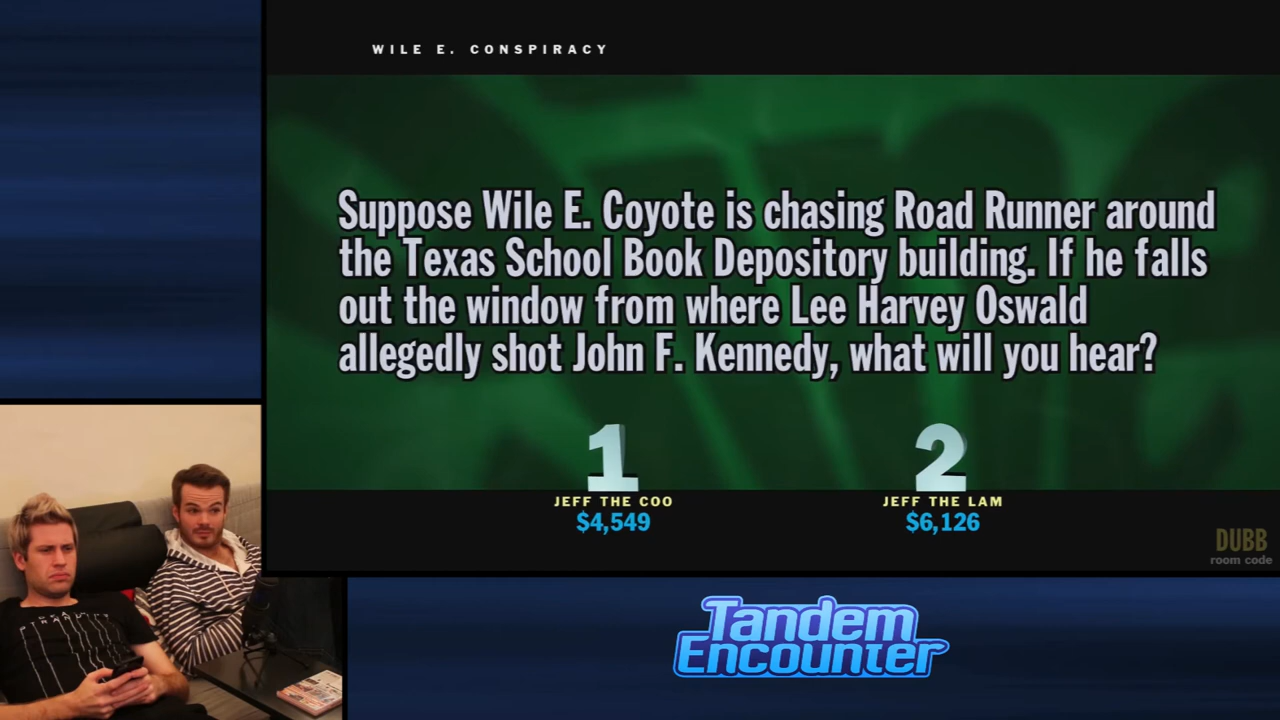 WILE E. CONSPIRACY
Suppose Wile E. Coyote is chasing Road Runner around
the Texas School Book Depository building. If he falls
out the window from where Lee Harvey Oswald
allegedly shot John F. Kennedy, what will you hear?
1
2
JEFF THE COO
JEFF THE LAM
$4,549
$6,126
DUBB
room code
Tandem
Encounter